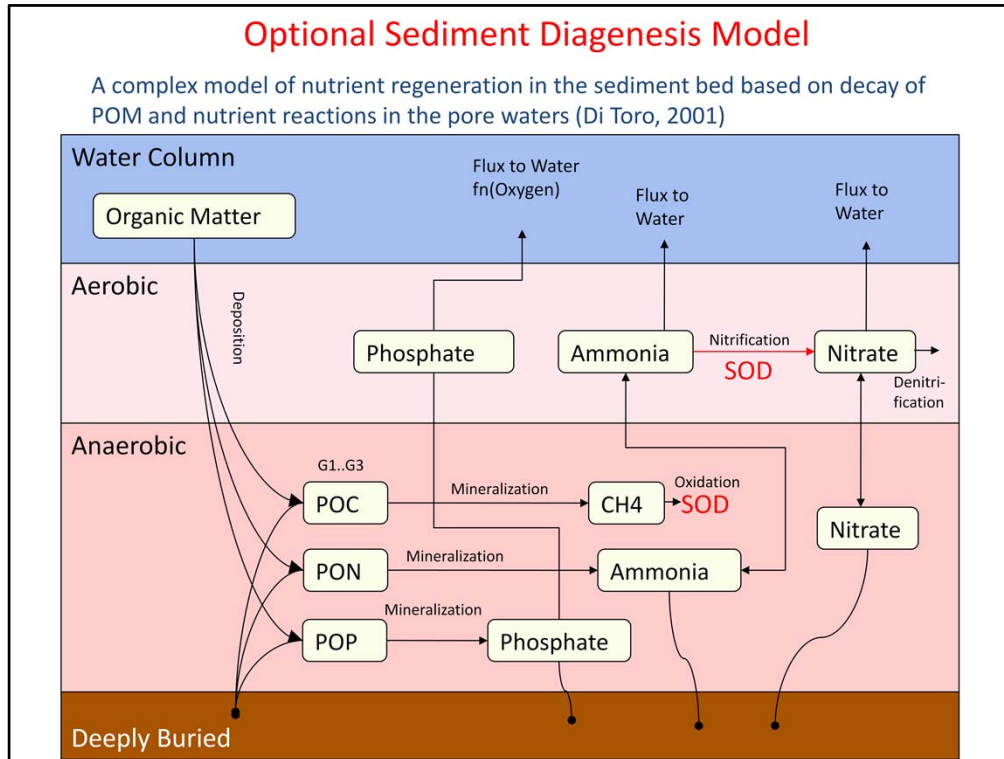 Optional Sediment Diagenesis Model
A complex model of nutrient regeneration in the sediment bed based on decay of
POM and nutrient reactions in the pore waters (Di Toro, 2001)
Water Column
Organic Matter
Flux to Water
fn(Oxygen)
Flux to
Water
Flux to
Water
Aerobic
Deposition
Phosphate
Ammonia
Nitrification
SOD
Nitrate
Denitri-
fication
Anaerobic
G1..G3
POC
Mineralization
CH4
Oxidation
SOD
Nitrate
PON
Mineralization
Ammonia
POP
Mineralization
Phosphate
Deeply Buried